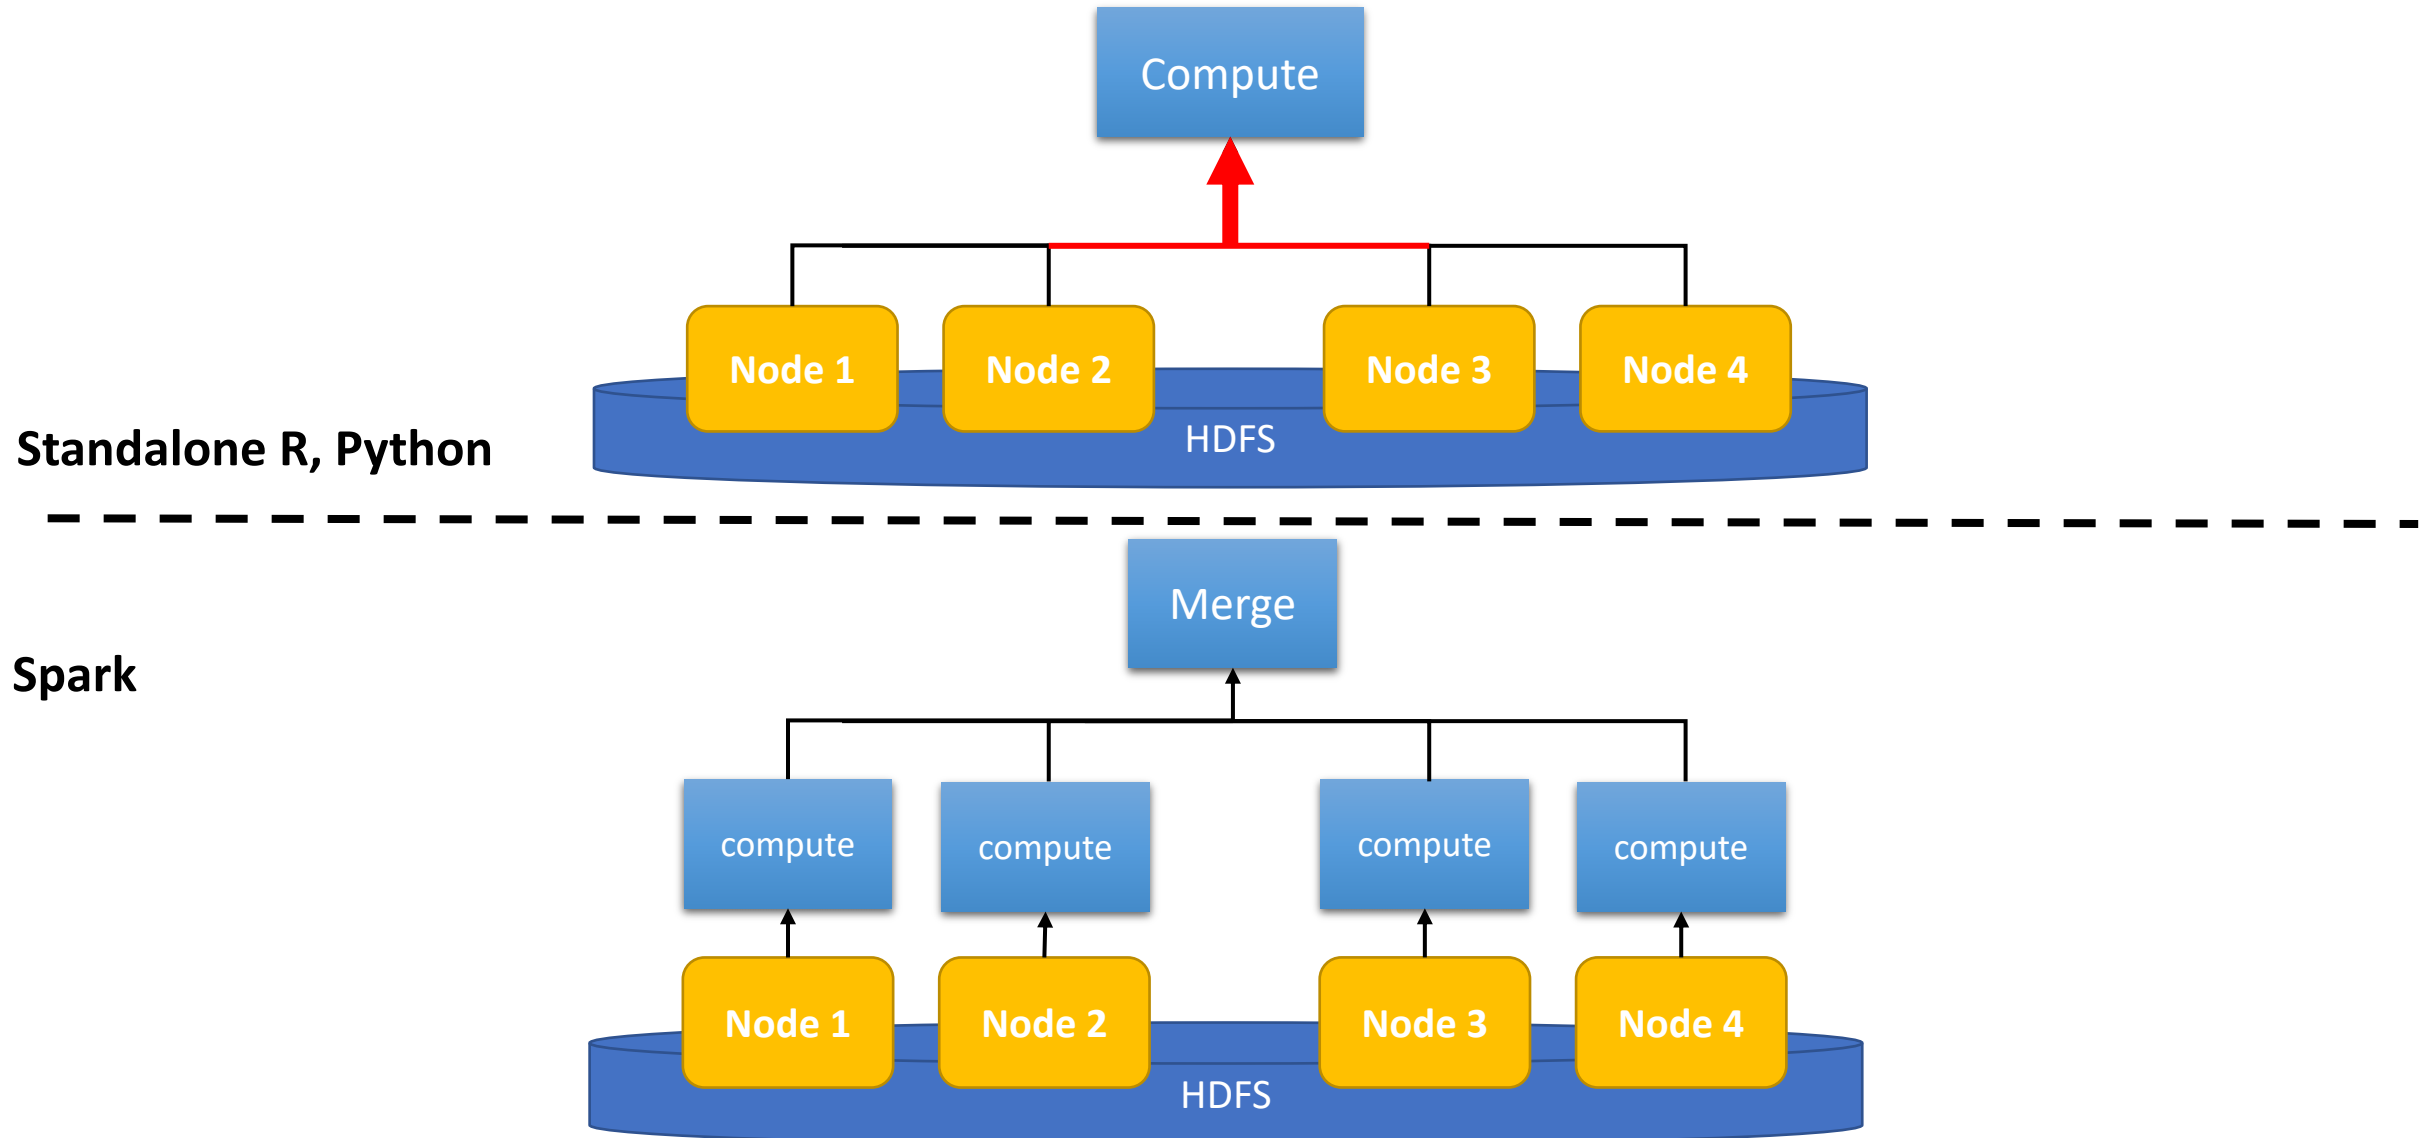 Compute
Node 1
Node 2
Node 3
Node 4
HDFS
Standalone R, Python
Merge
Spark
compute
compute
compute
compute
Node 1
Node 2
Node 3
Node 4
HDFS